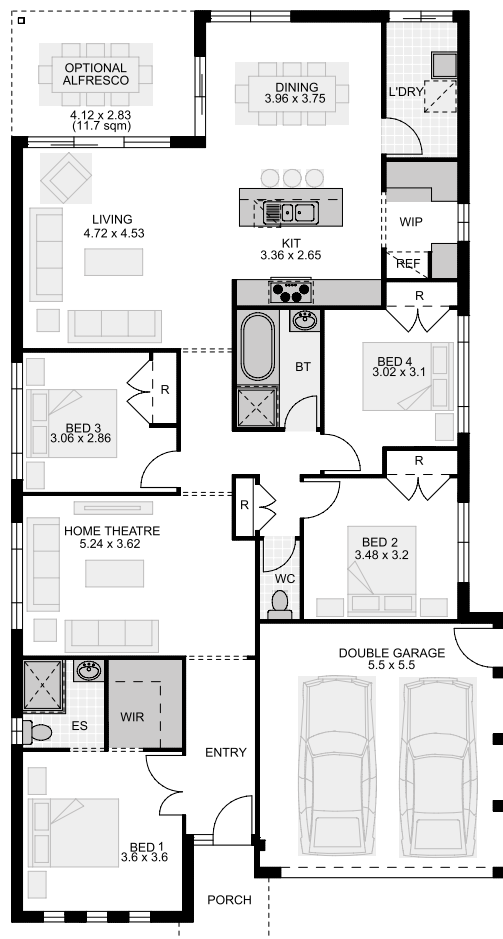 OPTIONAL
ALFRESCO
4.12 x 2.83
(11.7 sqm)
DINING
3.96 x 3.75
L'DRY
LIVING
4.72 x 4.53
WIP
KIT
3.36 x 2.65
REF
R
BT
BED 4
3.02 x 3.1
R
BED 3
3.06 x 2.86
R
R
HOME THEATRE
5.24 x 3.62
BED 2
3.48 x 3.2
WC
DOUBLE GARAGE
5.5 x 5.5
ES
WIR
ENTRY
BED 1
3.6 x 3.6
PORCH